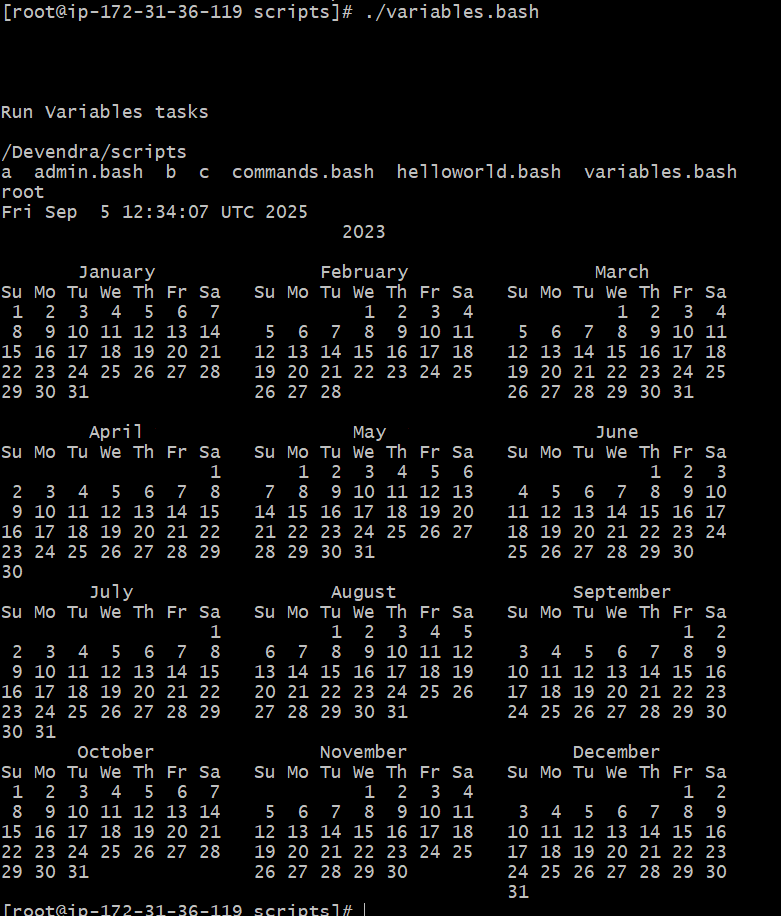 [root@ip-172-31-36-119 scripts]# ./variables.bash
Run Variables tasks
/Devendra/scripts
a  admin.bash  b  c  commands.bash  helloworld.bash  variables.bash
root
Fri Sep  5 12:34:07 UTC 2025
                               2023
       January               February                 March
Su Mo Tu We Th Fr Sa   Su Mo Tu We Th Fr Sa   Su Mo Tu We Th Fr Sa
 1  2  3  4  5  6  7             1  2  3  4             1  2  3  4
 8  9 10 11 12 13 14    5  6  7  8  9 10 11    5  6  7  8  9 10 11
15 16 17 18 19 20 21   12 13 14 15 16 17 18   12 13 14 15 16 17 18
22 23 24 25 26 27 28   19 20 21 22 23 24 25   19 20 21 22 23 24 25
29 30 31               26 27 28               26 27 28 29 30 31
        April                   May                   June
Su Mo Tu We Th Fr Sa   Su Mo Tu We Th Fr Sa   Su Mo Tu We Th Fr Sa
                   1       1  2  3  4  5  6                1  2  3
 2  3  4  5  6  7  8    7  8  9 10 11 12 13    4  5  6  7  8  9 10
 9 10 11 12 13 14 15   14 15 16 17 18 19 20   11 12 13 14 15 16 17
16 17 18 19 20 21 22   21 22 23 24 25 26 27   18 19 20 21 22 23 24
23 24 25 26 27 28 29   28 29 30 31            25 26 27 28 29 30
30
        July                  August                September
Su Mo Tu We Th Fr Sa   Su Mo Tu We Th Fr Sa   Su Mo Tu We Th Fr Sa
                   1          1  2  3  4  5                   1  2
 2  3  4  5  6  7  8    6  7  8  9 10 11 12    3  4  5  6  7  8  9
 9 10 11 12 13 14 15   13 14 15 16 17 18 19   10 11 12 13 14 15 16
16 17 18 19 20 21 22   20 21 22 23 24 25 26   17 18 19 20 21 22 23
23 24 25 26 27 28 29   27 28 29 30 31         24 25 26 27 28 29 30
30 31
       October               November               December
Su Mo Tu We Th Fr Sa   Su Mo Tu We Th Fr Sa   Su Mo Tu We Th Fr Sa
 1  2  3  4  5  6  7             1  2  3  4                   1  2
 8  9 10 11 12 13 14    5  6  7  8  9 10 11    3  4  5  6  7  8  9
15 16 17 18 19 20 21   12 13 14 15 16 17 18   10 11 12 13 14 15 16
22 23 24 25 26 27 28   19 20 21 22 23 24 25   17 18 19 20 21 22 23
29 30 31               26 27 28 29 30         24 25 26 27 28 29 30
                                              31
[root@ip-172-31-36-119 scripts]#